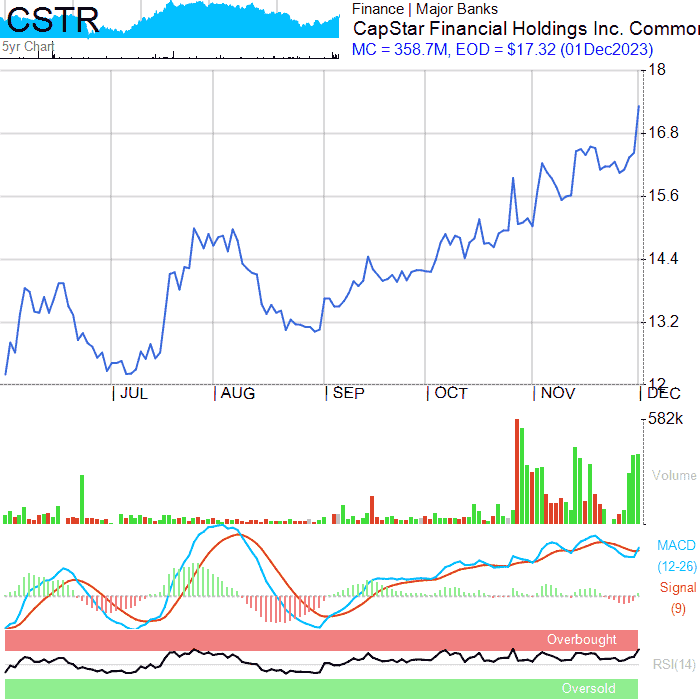 CSTR
5yr Chart
Finance | Major Banks
CapStar Financial Holdings Inc. Common
MC = 358.7M, EOD = $17.32 (01Dec2023)
18
16.8
15.6
14.4
13.2
12
JUL AUG SEP OCT NOV DEC
582k
Volume
MACD
(12-26)
Signal
(9)
Overbought
RSI(14)
Oversold